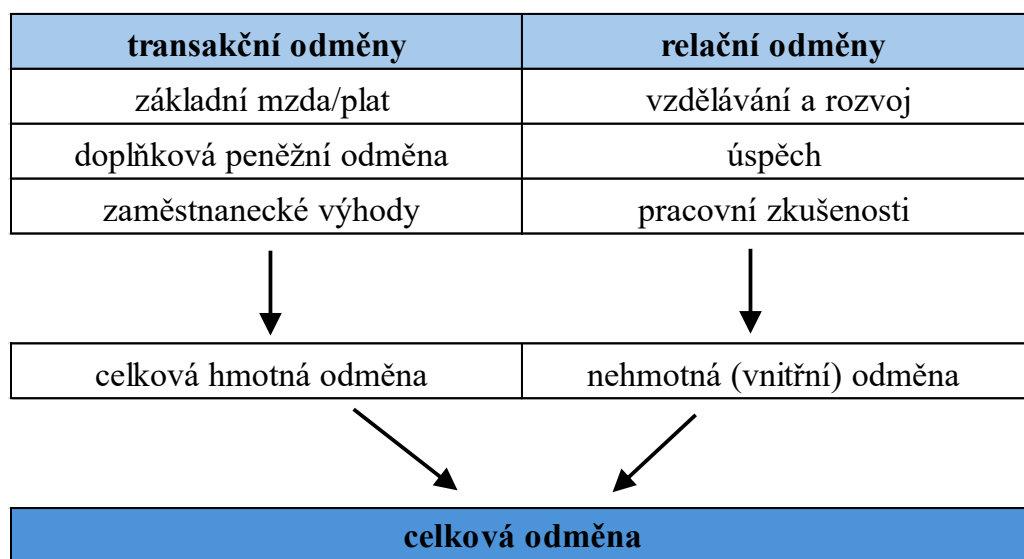 transakční odměny relační odměny
základní mzda/plat vzdělávání a rozvoj
doplňková peněžní odměna úspěch
zaměstnanecké výhody pracovní zkušenosti
celková hmotná odměna nehmotná (vnitřní) odměna
celková odměna